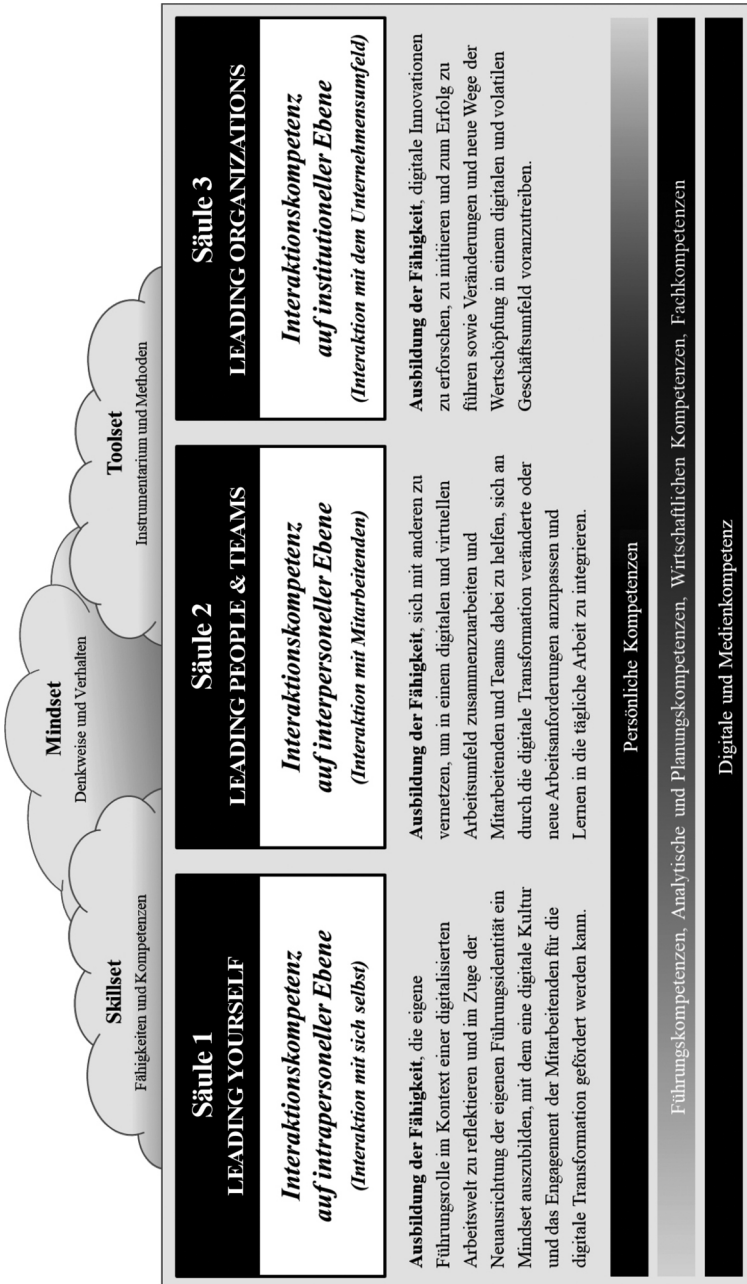 Skillset
Fähigkeiten und Kompetenzen
Mindset
Denkweise und Verhalten
Toolset
Instrumentarium und Methoden
Säule 1
LEADING YOURSELF
Interaktionskompetenz
auf intrapersoneller Ebene
(Interaktion mit sich selbst)
Ausbildung der Fähigkeit, die eigene
Führungsrolle im Kontext einer digitalisierten
Arbeitswelt zu reflektieren und im Zuge der
Neuausrichtung der eigenen Führungsidentität ein
Mindset auszubilden, mit dem eine digitale Kultur
und das Engagement der Mitarbeitenden für die
digitale Transformation gefördert werden kann.
Säule 2
LEADING PEOPLE & TEAMS
Interaktionskompetenz
auf interpersoneller Ebene
(Interaktion mit Mitarbeitenden)
Ausbildung der Fähigkeit, sich mit anderen zu
vernetzen, um in einem digitalen und virtuellen
Arbeitsumfeld zusammenzuarbeiten und
Mitarbeitenden und Teams dabei zu helfen, sich an
durch die digitale Transformation veränderte oder
neue Arbeitsanforderungen anzupassen und
Lernen in die tägliche Arbeit zu integrieren.
Säule 3
LEADING ORGANIZATIONS
Interaktionskompetenz
auf institutioneller Ebene
(Interaktion mit dem Unternehmensumfeld)
Ausbildung der Fähigkeit, digitale Innovationen
zu erforschen, zu initiieren und zum Erfolg zu
führen sowie Veränderungen und neue Wege der
Wertschöpfung in einem digitalen und volatilen
Geschäftsumfeld voranzutreiben.
Persönliche Kompetenzen
Führungskompetenzen, Analytische und Planungskompetenzen, Wirtschaftlichen Kompetenzen, Fachkompetenzen
Digitale und Medienkompetenz